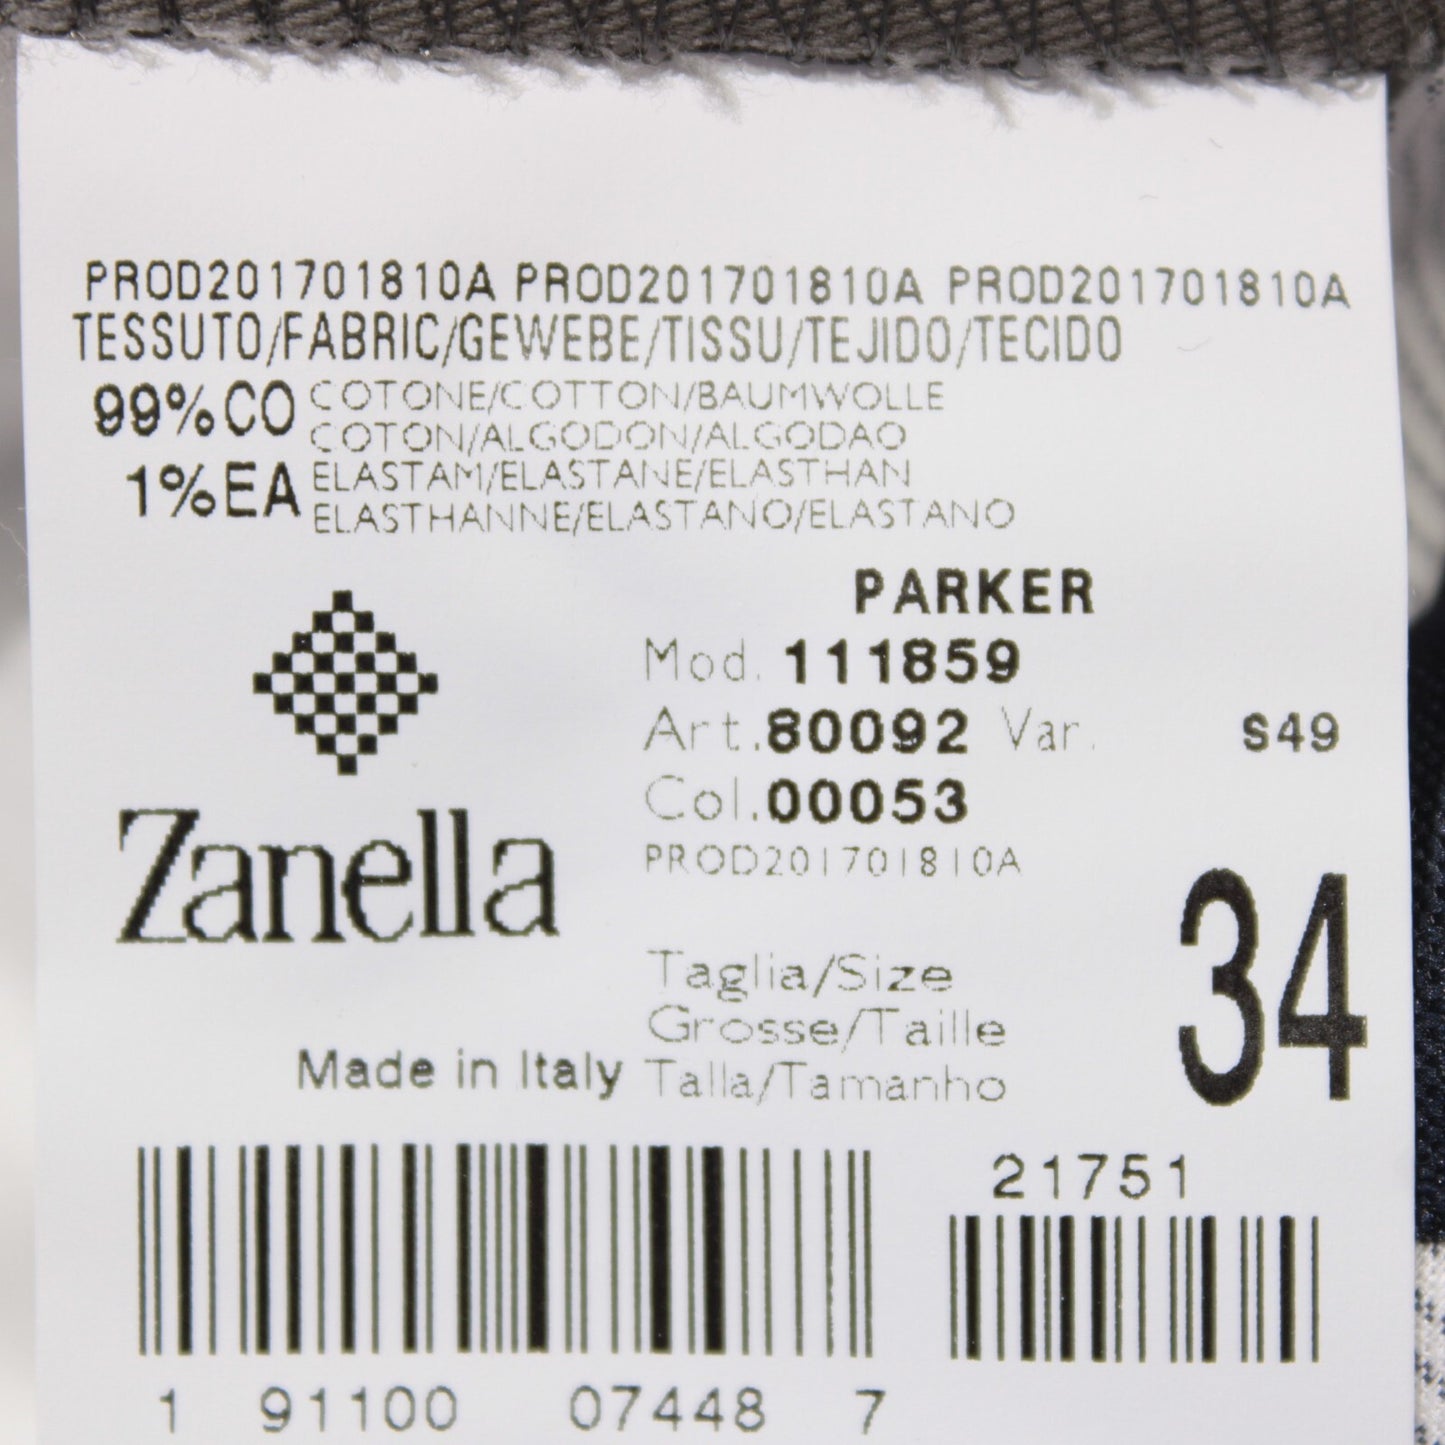 PROD201701810A PROD201701810A PROD201701810A
TESSUTO/FABRIC/GEWEBE/TISSU/TEJIDO/TECIDO
99%CO COTONE/COTTON/BAUMWOLLE
COTON/ALGODON/ALGODAO
1%EA ELASTAM/ELASTANE/ELASTHAN
ELASTHANNE/ELASTANO/ELASTANO
PARKER
Mod. 111859
Art.80092 Var. S49
Col.00053
PROD201701810A
Zanella
34
Taglia/Size
Grosse/Taille
Made in Italy Talla/Tamanho
21751
1 91100 07448 7